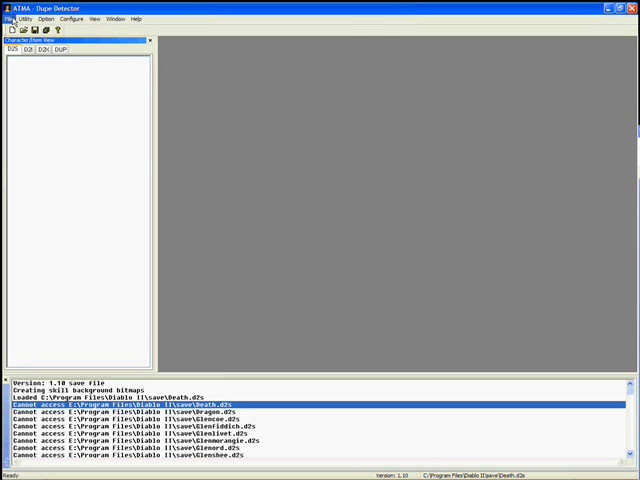 ATMA - Dupe Detector
File Utility Option Configure View Window Help
Character/Item View
D2S D2I D2X DUP
Version: 1.10 save file
Creating skill background bitmaps
Loaded C:\Program Files\Diablo II\save\Death.d2s
Cannot access E:\Program Files\Diablo II\save\Death.d2s
Cannot access E:\Program Files\Diablo II\save\Dragon.d2s
Cannot access E:\Program Files\Diablo II\save\Glencoe.d2s
Cannot access E:\Program Files\Diablo II\save\Glenfiddich.d2s
Cannot access E:\Program Files\Diablo II\save\Glenlivet.d2s
Cannot access E:\Program Files\Diablo II\save\Glenmorangie.d2s
Cannot access E:\Program Files\Diablo II\save\Glenord.d2s
Cannot access E:\Program Files\Diablo II\save\Glenshee.d2s
Ready Version: 1.10 C:\Program Files\Diablo II\save\Death.d2s